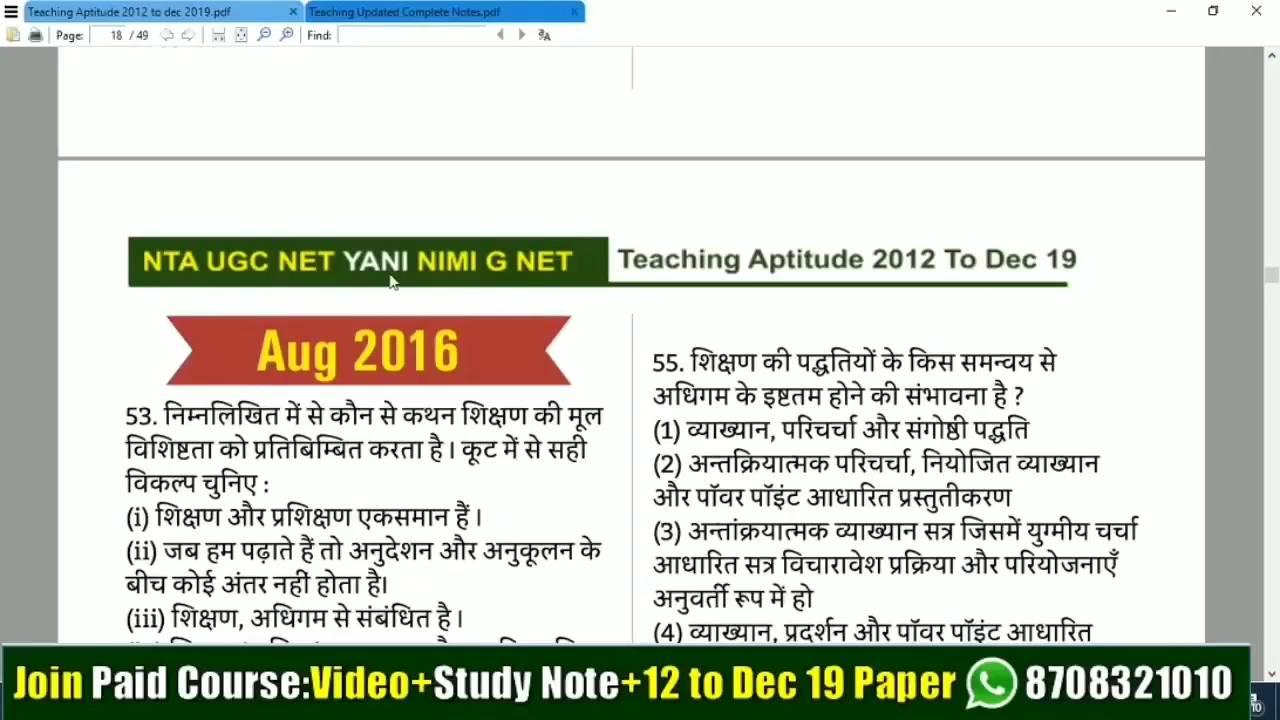 Teaching Aptitude 2012 to dec 2019.pdf
Teaching Updated Complete Notes.pdf
Page: 18 / 49 Find:
NTA UGC NET YANI NIMI G NET
Teaching Aptitude 2012 To Dec 19
Aug 2016
53. निम्नलिखित में से कौन से कथन शिक्षण की मूल
विशिष्टता को प्रतिबिम्बित करता है। कूट में से सही
विकल्प चुनिए :
(i) शिक्षण और प्रशिक्षण एकसमान हैं।
(ii) जब हम पढ़ाते हैं तो अनुदेशन और अनुकूलन के
बीच कोई अंतर नहीं होता है।
(iii) शिक्षण, अधिगम से संबंधित है।
55. शिक्षण की पद्धतियों के किस समन्वय से
अधिगम के इष्टतम होने की संभावना है ?
(1) व्याख्यान, परिचर्चा और संगोष्ठी पद्धति
(2) अन्तक्रियात्मक परिचर्चा, नियोजित व्याख्यान
और पॉवर पॉइंट आधारित प्रस्तुतीकरण
(3) अन्तांक्रयात्मक व्याख्यान सत्र जिसमें युग्मीय चर्चा
आधारित सत्र विचारावेश प्रक्रिया और परियोजनाएँ
अनुवर्ती रूप में हो
(4) व्याख्यान, प्रदर्शन और पॉवर पॉइंट आधारित
Join Paid Course:Video+Study Note+12 to Dec 19 Paper 8708321010